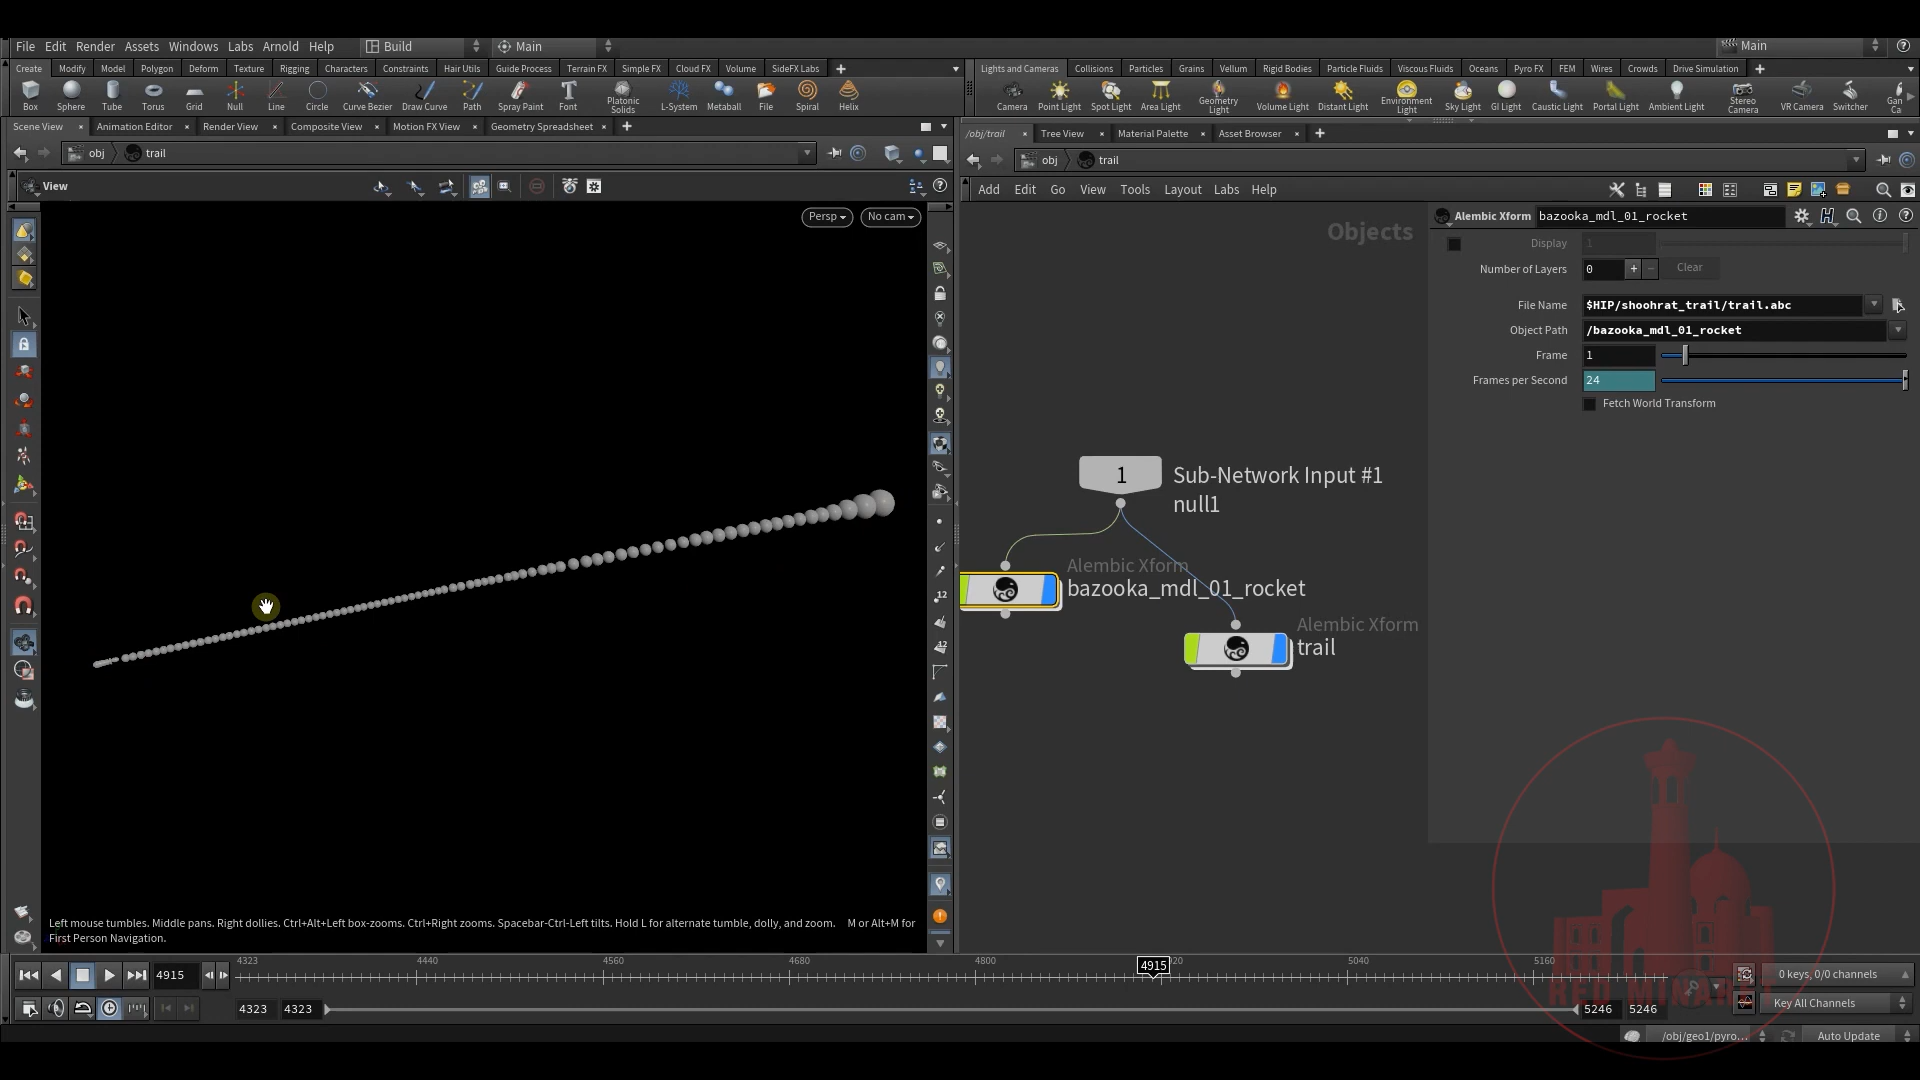 File Edit Render Assets Windows Labs Arnold Help Build Main Main
Create Modify Model Polygon Deform Texture Rigging Characters Constraints Hair Utils Guide Process Terrain FX Simple FX Cloud FX Volume SideFX Labs
Lights and Cameras Collisions Particles Grains Vellum Rigid Bodies Particle Fluids Viscous Fluids Oceans Pyro FX FEM Wires Crowds Drive Simulation
Box Sphere Tube Torus Grid Null Line Circle Curve Bezier Draw Curve Path Spray Paint Font Platonic Solids L-System Metaball File Spiral Helix
Camera Point Light Spot Light Area Light Geometry Light Volume Light Distant Light Environment Light Sky Light GI Light Caustic Light Portal Light Ambient Light Stereo Camera VR Camera Switcher Gan Ca
Scene View Animation Editor Render View Composite View Motion FX View Geometry Spreadsheet
/obj/trail Tree View Material Palette Asset Browser
obj trail
obj trail
View
Add Edit Go View Tools Layout Labs Help
Persp No cam
Objects
Alembic Xform bazooka_mdl_01_rocket
Display 1
Number of Layers 0 + - Clear
File Name $HIP/shoohrat_trail/trail.abc
Object Path /bazooka_mdl_01_rocket
Frame 1
Frames per Second 24
Fetch World Transform
1 Sub-Network Input #1
null1
Alembic Xform
bazooka_mdl_01_rocket
Alembic Xform
trail
12
12
Left mouse tumbles. Middle pans. Right dollies. Ctrl+Alt+Left box-zooms. Ctrl+Right zooms. Spacebar-Ctrl-Left tilts. Hold L for alternate tumble, dolly, and zoom. M or Alt+M for
First Person Navigation.
4915 4323 4440 4560 4680 4800 4915 20 5040 5160
0 keys, 0/0 channels
RED MINARET
4323 4323 5246 5246 Key All Channels
/obj/geo1/pyro... Auto Update